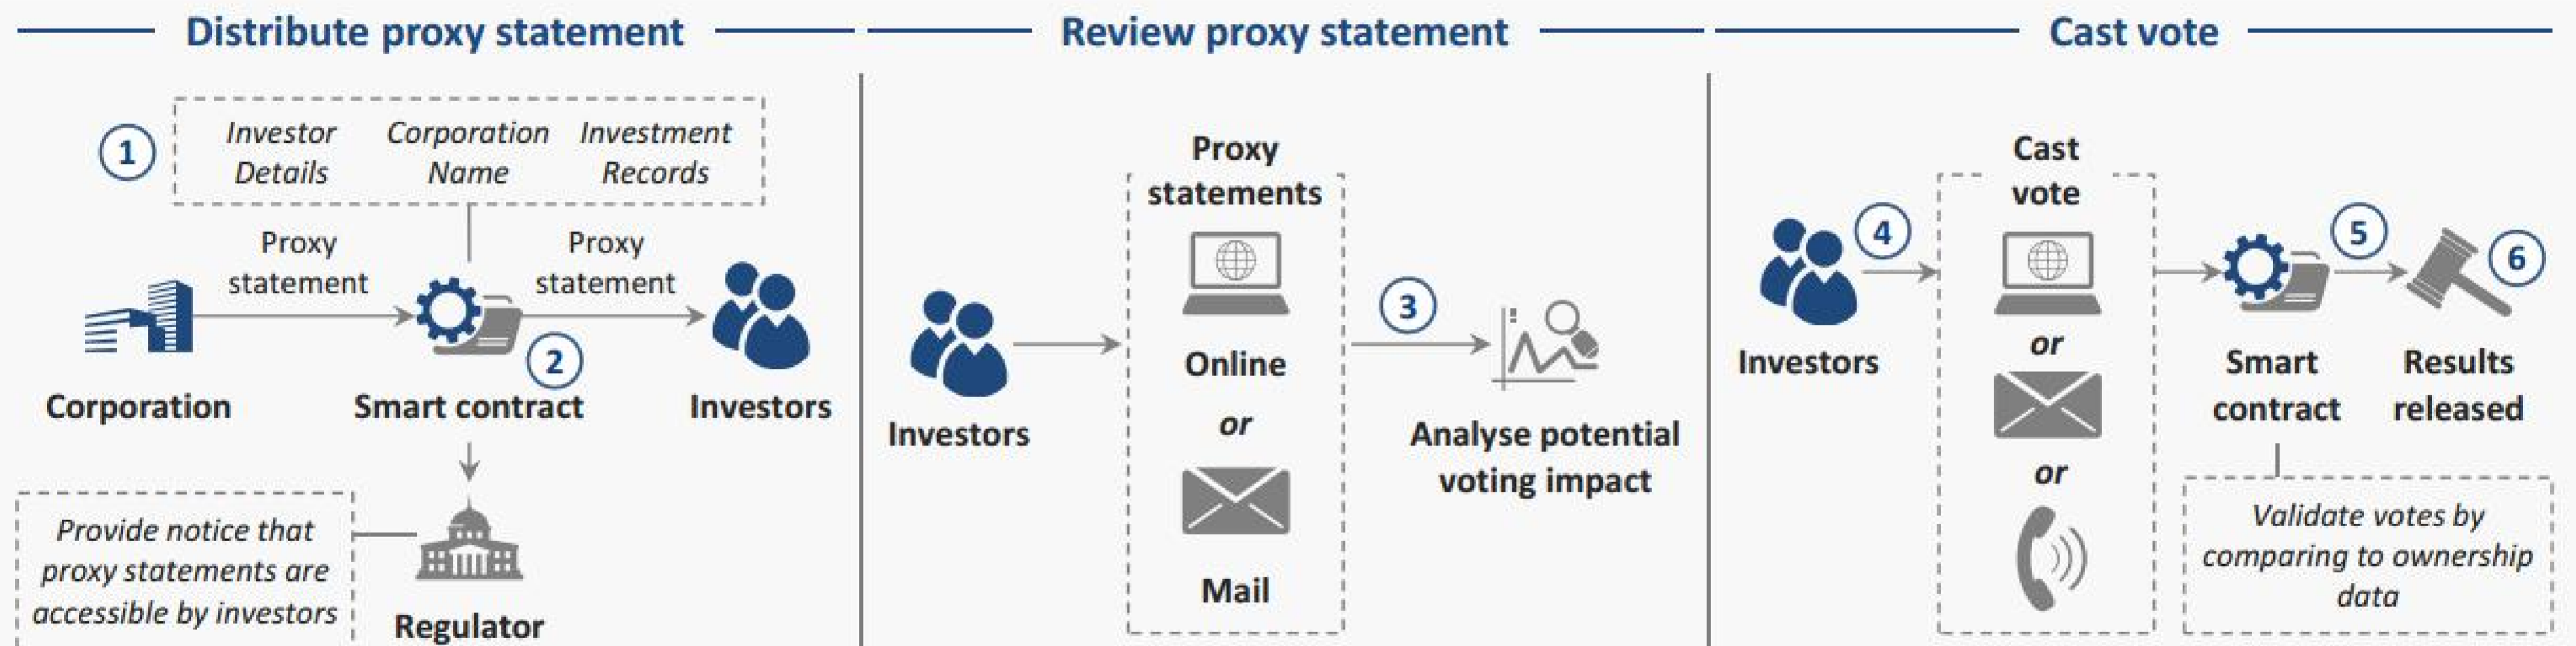 Distribute proxy statement
Review proxy statement
Cast vote
1
Investor
Details
Corporation
Name
Investment
Records
Proxy
statement
Proxy
statement
2
Corporation
Smart contract
Investors
Provide notice that
proxy statements are
accessible by investors
Regulator
Proxy
statements
Investors
Online
or
Mail
3
Analyse potential
voting impact
Investors
4
Cast
vote
or
or
5
Smart
contract
6
Results
released
Validate votes by
comparing to ownership
data